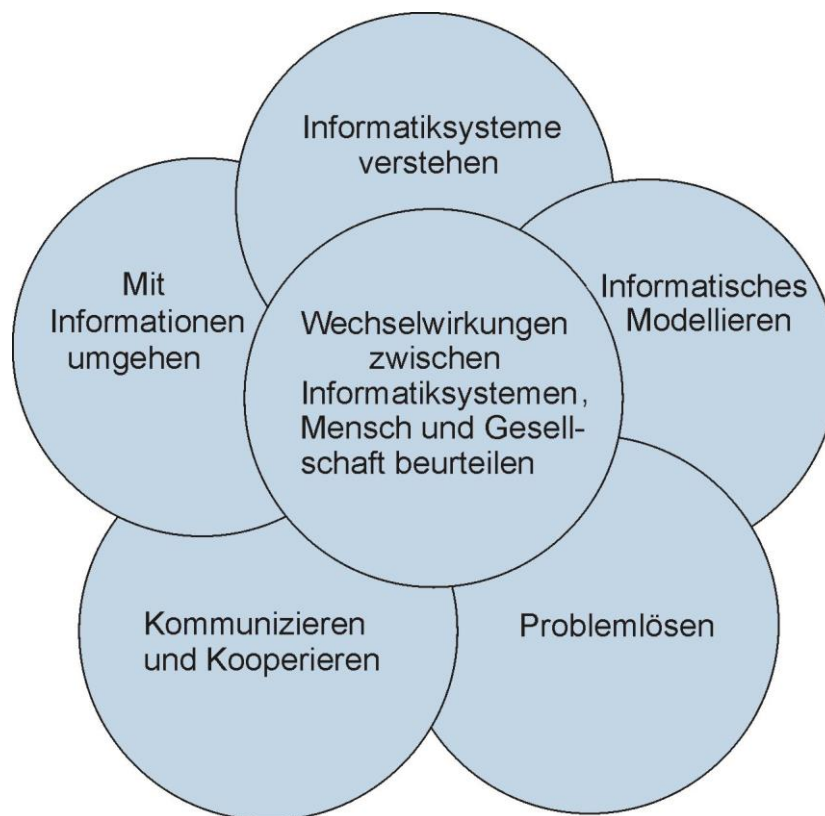 Informatiksysteme
verstehen
Mit
Informationen
umgehen
Informatisches
Modellieren
Wechselwirkungen
zwischen
Informatiksystemen,
Mensch und Gesell-
schaft beurteilen
Kommunizieren
und Kooperieren
Problemlösen